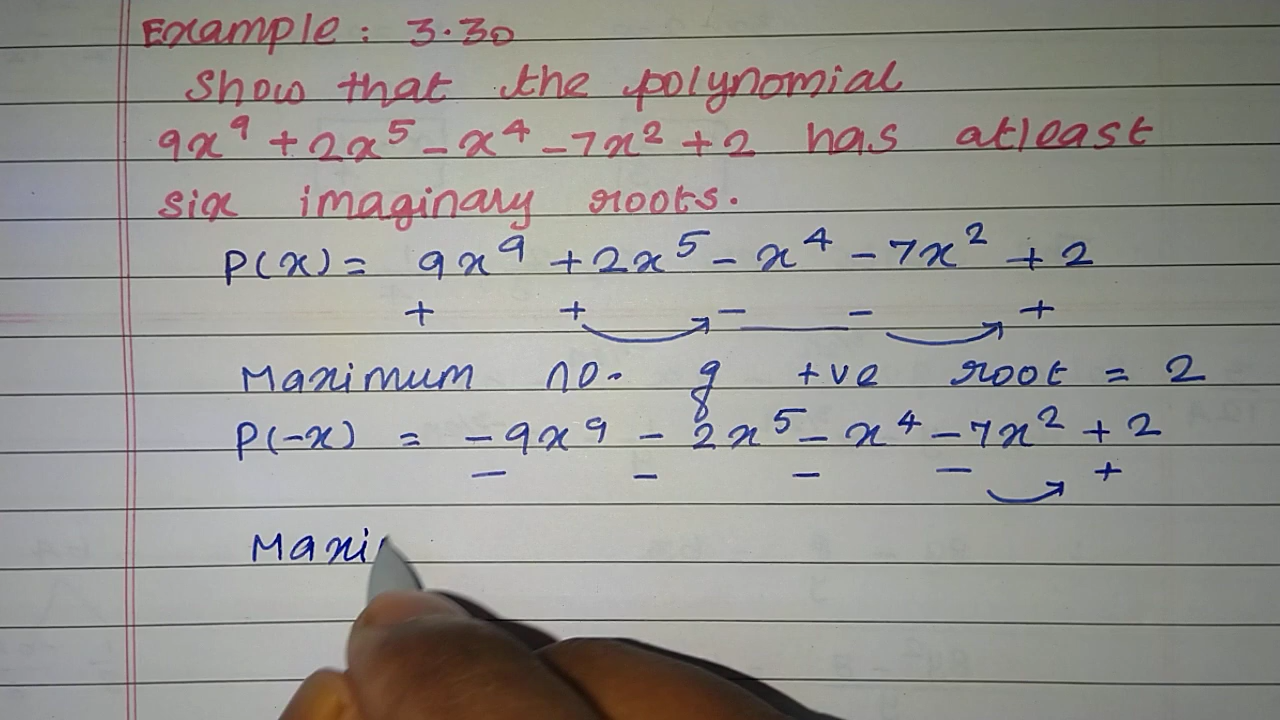 Example: 3.30
Show that the polynomial
9x⁹ + 2x⁵ - x⁴ - 7x² + 2 has atleast
six imaginary roots.
P(x) = 9x⁹ + 2x⁵ - x⁴ - 7x² + 2
+ + - - +
Maximum no. of +ve root = 2
P(-x) = -9x⁹ - 2x⁵ - x⁴ - 7x² + 2
- - - - +
Maxi